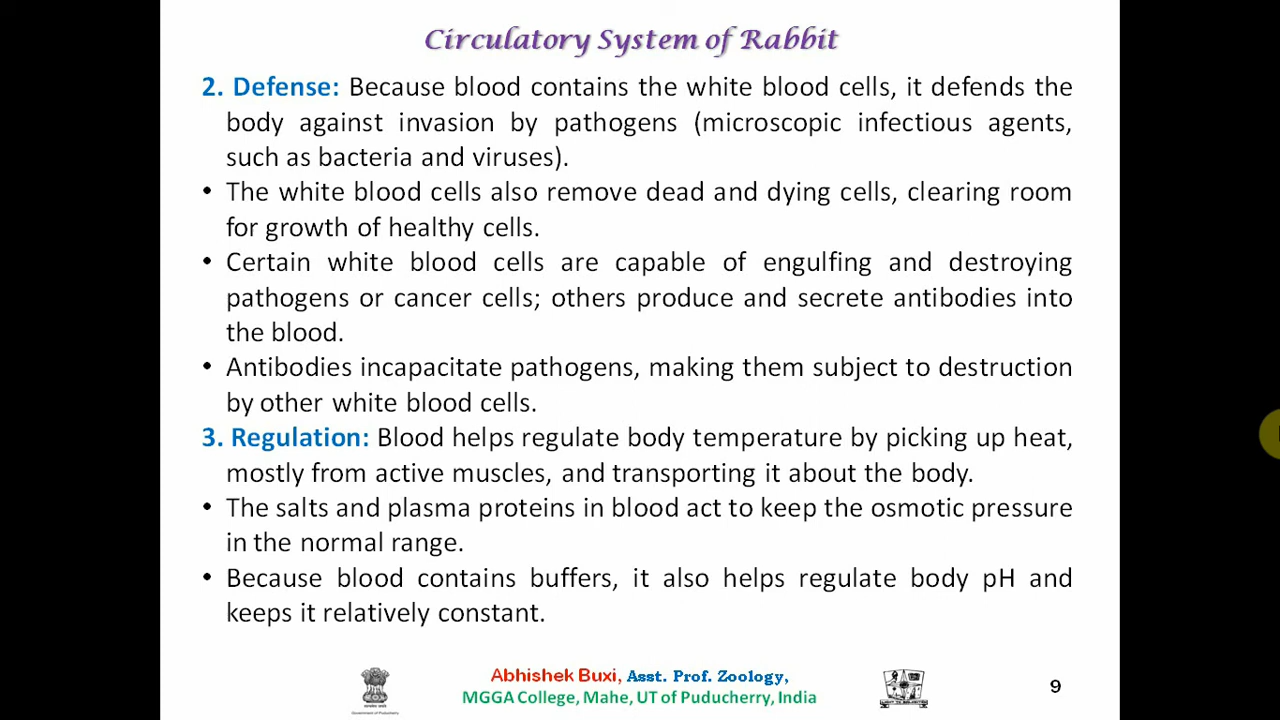 Circulatory System of Rabbit
2. Defense: Because blood contains the white blood cells, it defends the
body against invasion by pathogens (microscopic infectious agents,
such as bacteria and viruses).
• The white blood cells also remove dead and dying cells, clearing room
for growth of healthy cells.
• Certain white blood cells are capable of engulfing and destroying
pathogens or cancer cells; others produce and secrete antibodies into
the blood.
• Antibodies incapacitate pathogens, making them subject to destruction
by other white blood cells.
3. Regulation: Blood helps regulate body temperature by picking up heat,
mostly from active muscles, and transporting it about the body.
• The salts and plasma proteins in blood act to keep the osmotic pressure
in the normal range.
• Because blood contains buffers, it also helps regulate body pH and
keeps it relatively constant.
Abhishek Buxi, Asst. Prof. Zoology,
MGGA College, Mahe, UT of Puducherry, India
9